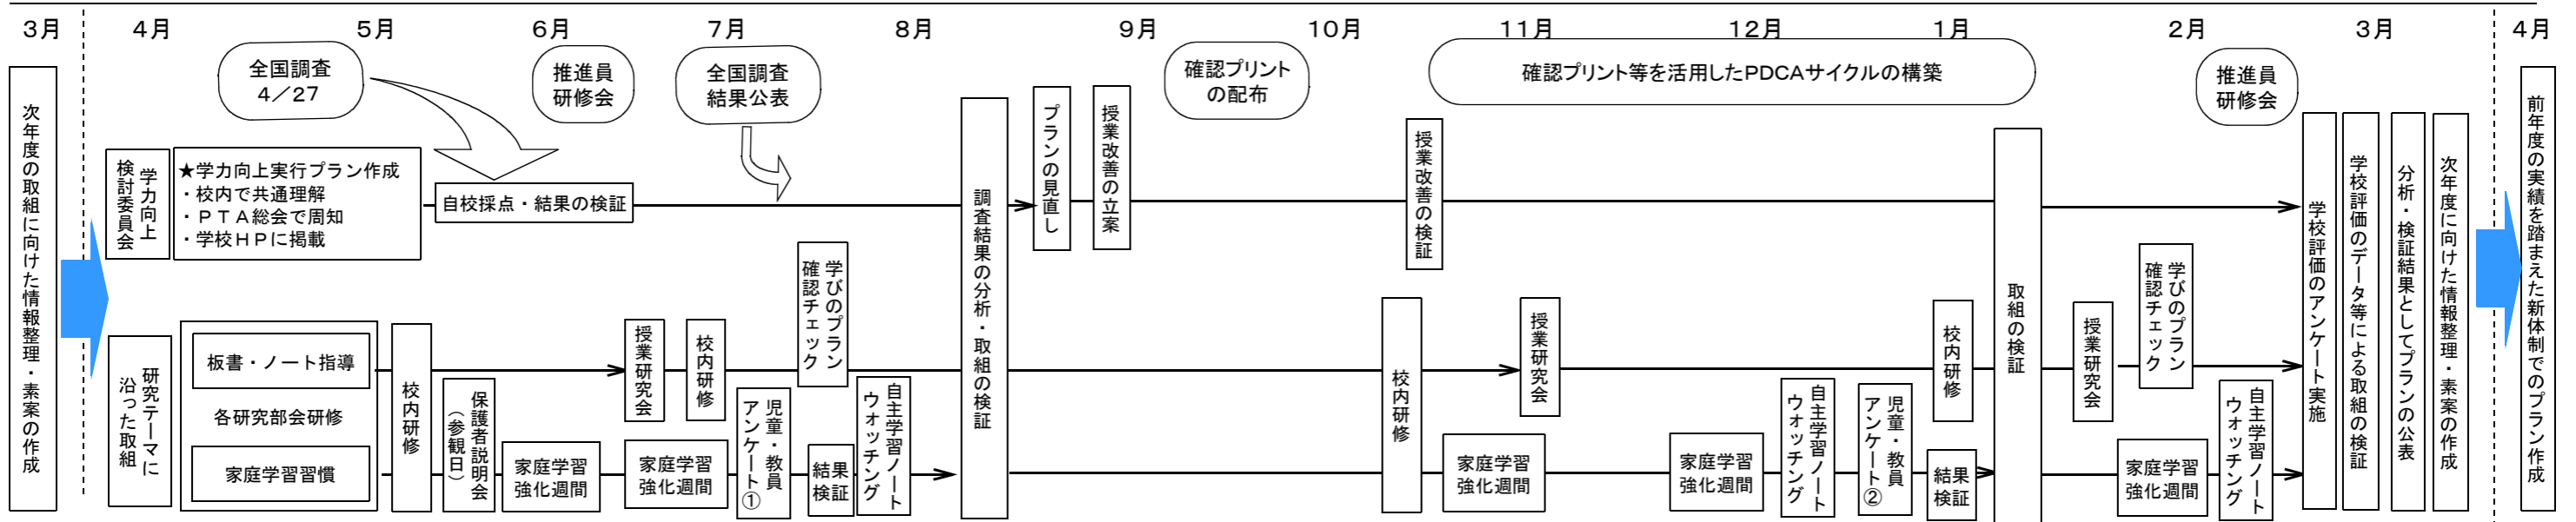 3月
4月
5月
6月
7月
8月
9月
10月
11月
12月
1月
2月
3月
4月
全国調査
4／27
推進員
研修会
全国調査
結果公表
確認プリント
の配布
確認プリント等を活用したPDCAサイクルの構築
推進員
研修会
次年度の取組に向けた情報整理・素案の作成
学力向上
検討委員会
★学力向上実行プラン作成
・校内で共通理解
・ＰＴＡ総会で周知
・学校ＨＰに掲載
自校採点・結果の検証
調査結果の分析・取組の検証
プランの見直し
授業改善の立案
授業改善の検証
取組の検証
研究テーマに
沿った取組
板書・ノート指導
各研究部会研修
家庭学習習慣
校内研修
保護者説明会
（参観日）
家庭学習
強化週間
授業研究会
校内研修
家庭学習
強化週間
児童・教員
アンケート①
学びのプラン
確認チェック
結果
検証
自主学習ノート
ウォッチング
校内研修
授業研究会
家庭学習
強化週間
家庭学習
強化週間
自主学習ノート
ウォッチング
児童・教員
アンケート②
校内研修
結果
検証
授業研究会
学びのプラン
確認チェック
家庭学習
強化週間
自主学習ノート
ウォッチング
学校評価のアンケート実施
学校評価のデータ等による取組の検証
分析・検証結果としてプランの公表
次年度に向けた情報整理・素案の作成
前年度の実績を踏まえた新体制でのプラン作成